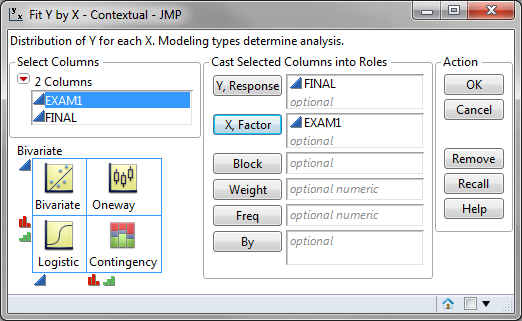 Fit Y by X - Contextual - JMP
Distribution of Y for each X. Modeling types determine analysis.
Select Columns
2 Columns
EXAM1
FINAL
Bivariate
Bivariate
Oneway
Logistic
Contingency
Cast Selected Columns into Roles
Y, Response
FINAL
optional
X, Factor
EXAM1
optional
Block
optional
Weight
optional numeric
Freq
optional numeric
By
optional
Action
OK
Cancel
Remove
Recall
Help